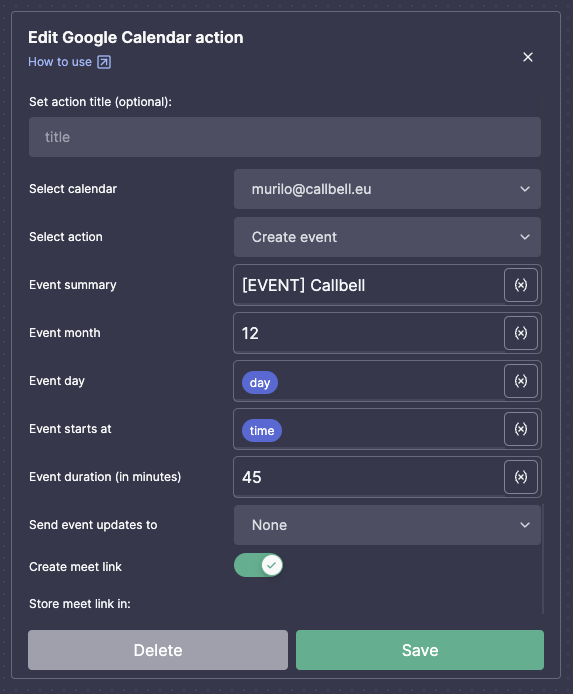 Edit Google Calendar action
How to use
Set action title (optional):
title
Select calendar murilo@callbell.eu
Select action Create event
Event summary [EVENT] Callbell (x)
Event month 12 (x)
Event day day (x)
Event starts at time (x)
Event duration (in minutes) 45 (x)
Send event updates to None
Create meet link
Store meet link in:
Delete Save